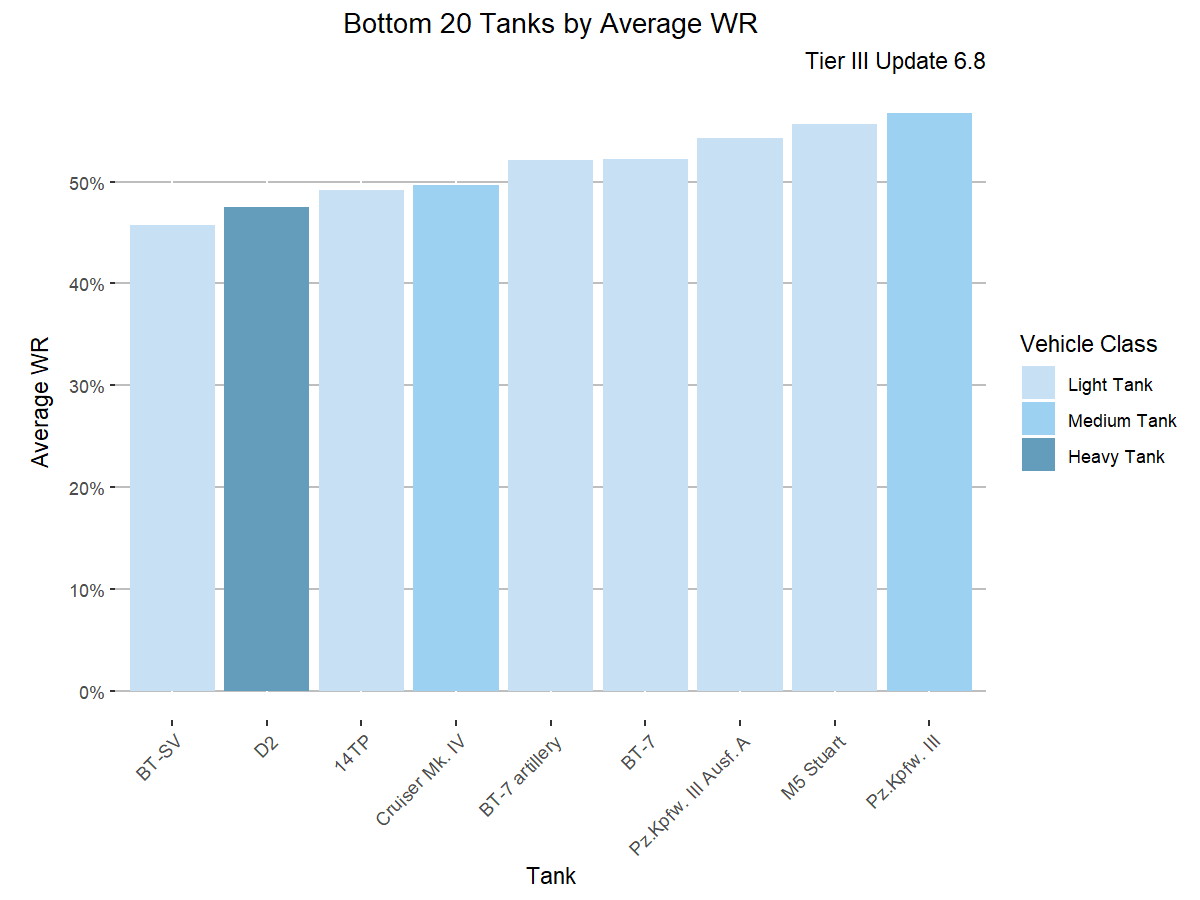 Bottom 20 Tanks by Average WR
Tier III Update 6.8
Average WR
50%
40%
30%
20%
10%
0%
BT-SV
D2
14TP
Cruiser Mk. IV
BT-7 artillery
BT-7
Pz.Kpfw. III Ausf. A
M5 Stuart
Pz.Kpfw. III
Tank
Vehicle Class
Light Tank
Medium Tank
Heavy Tank